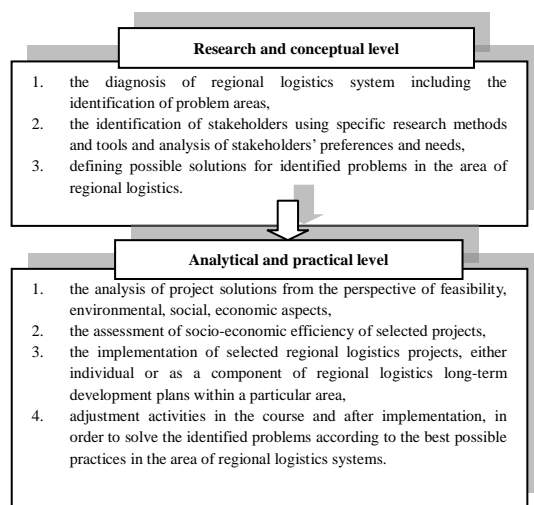 Research and conceptual level
1. the diagnosis of regional logistics system including the
identification of problem areas,
2. the identification of stakeholders using specific research methods
and tools and analysis of stakeholders' preferences and needs,
3. defining possible solutions for identified problems in the area of
regional logistics.
Analytical and practical level
1. the analysis of project solutions from the perspective of feasibility,
environmental, social, economic aspects,
2. the assessment of socio-economic efficiency of selected projects,
3. the implementation of selected regional logistics projects, either
individual or as a component of regional logistics long-term
development plans within a particular area,
4. adjustment activities in the course and after implementation, in
order to solve the identified problems according to the best possible
practices in the area of regional logistics systems.